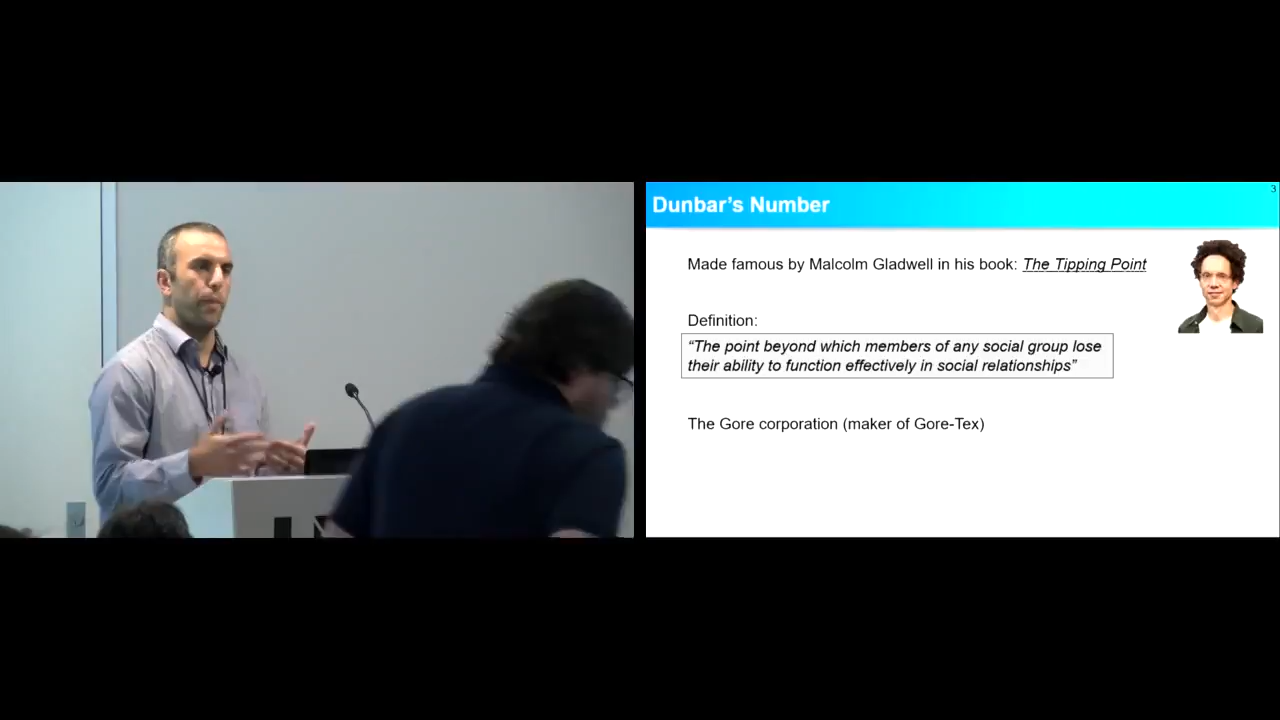 3
Dunbar’s Number
Made famous by Malcolm Gladwell in his book: The Tipping Point
Definition:
“The point beyond which members of any social group lose
their ability to function effectively in social relationships”
The Gore corporation (maker of Gore-Tex)